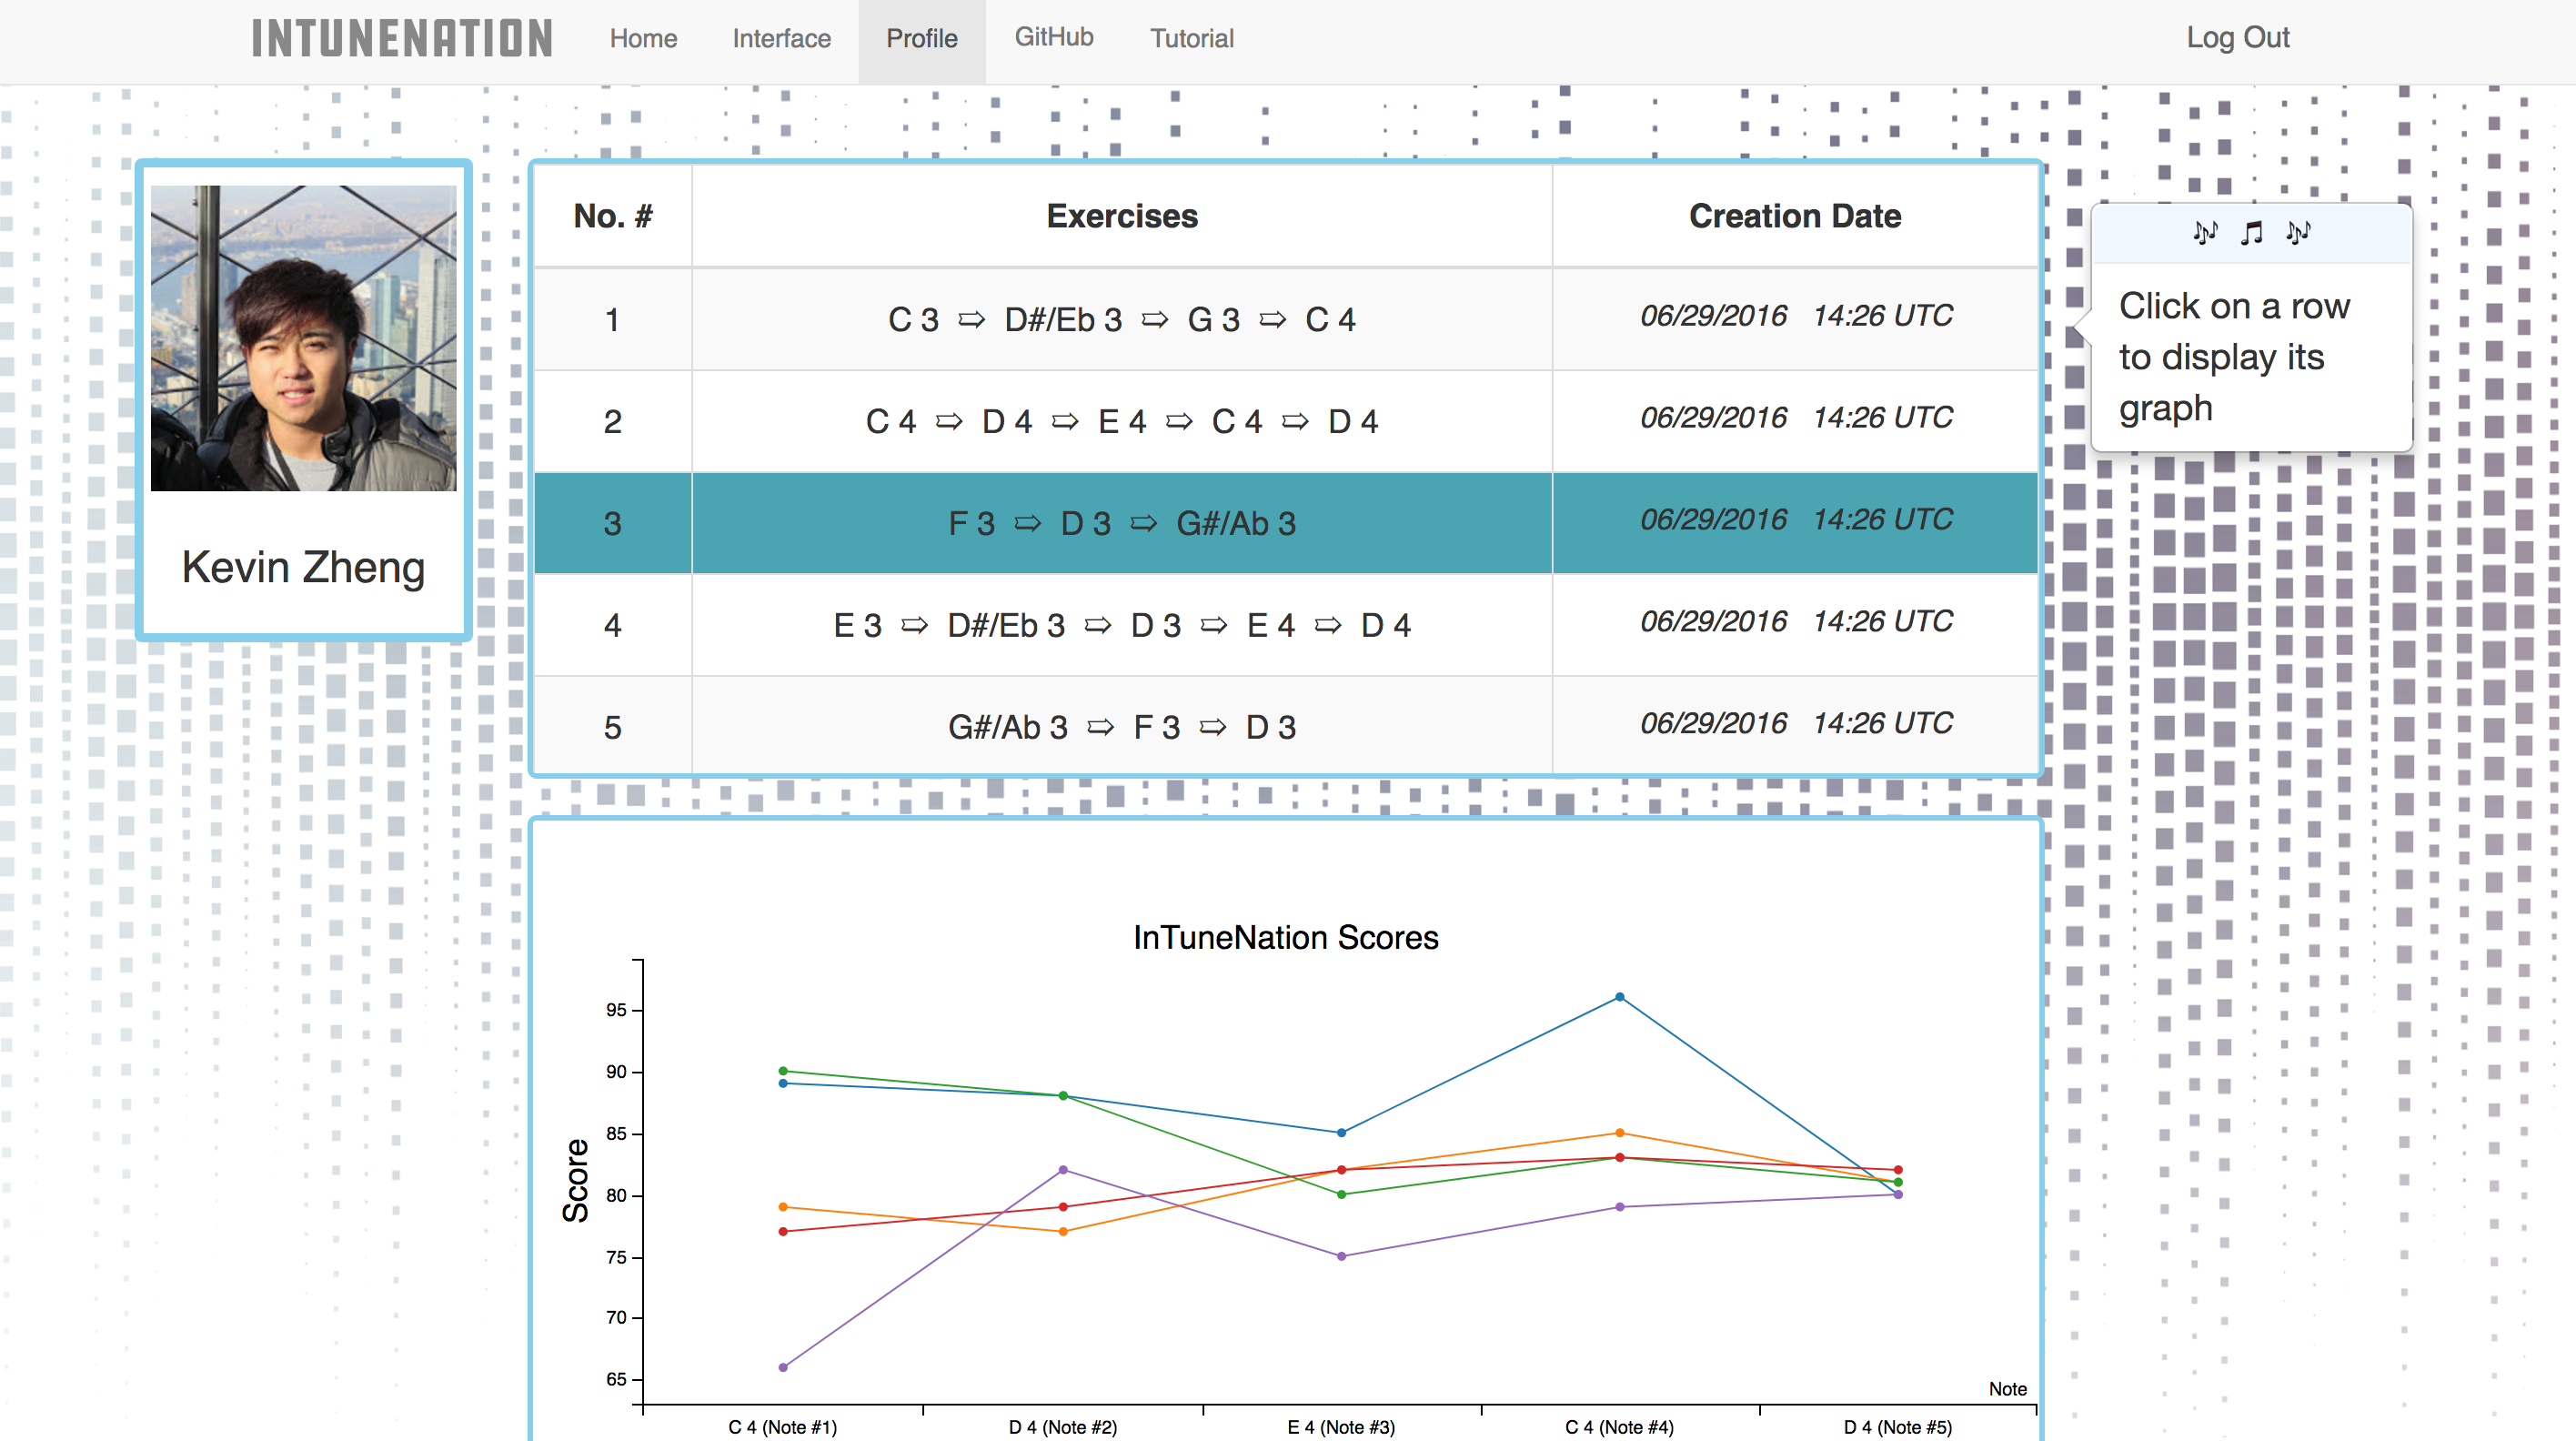 INTUNENATION Home Interface Profile GitHub Tutorial Log Out
Kevin Zheng
No. # Exercises Creation Date
1 C 3 ⇨ D#/Eb 3 ⇨ G 3 ⇨ C 4 06/29/2016 14:26 UTC
2 C 4 ⇨ D 4 ⇨ E 4 ⇨ C 4 ⇨ D 4 06/29/2016 14:26 UTC
3 F 3 ⇨ D 3 ⇨ G#/Ab 3 06/29/2016 14:26 UTC
4 E 3 ⇨ D#/Eb 3 ⇨ D 3 ⇨ E 4 ⇨ D 4 06/29/2016 14:26 UTC
5 G#/Ab 3 ⇨ F 3 ⇨ D 3 06/29/2016 14:26 UTC
Click on a row
to display its
graph
InTuneNation Scores
Score
95
90
85
80
75
70
65
Note
C 4 (Note #1) D 4 (Note #2) E 4 (Note #3) C 4 (Note #4) D 4 (Note #5)